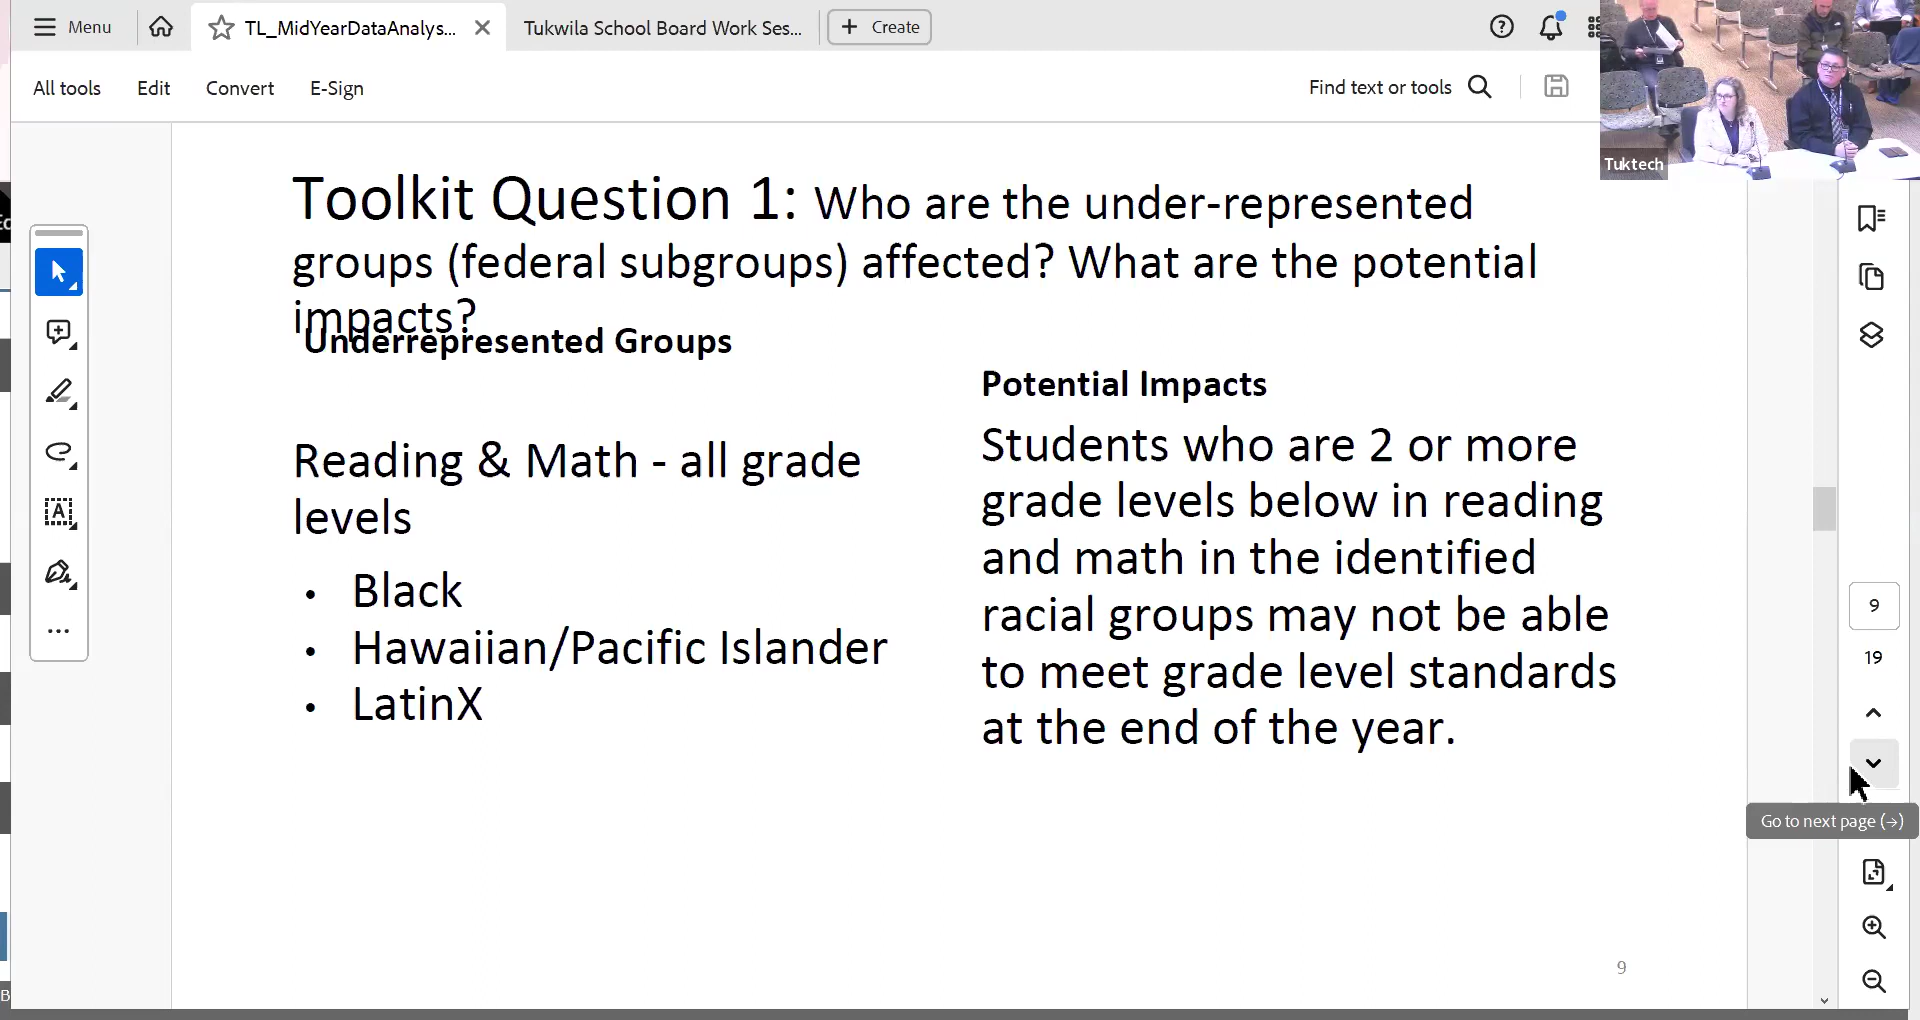 Menu
TL_MidYearDataAnalys...
Tukwila School Board Work Ses...
Create
All tools
Edit
Convert
E-Sign
Find text or tools
Tuktech
Toolkit Question 1: Who are the under-represented
groups (federal subgroups) affected? What are the potential
impacts?
Underrepresented Groups
Potential Impacts
Reading & Math - all grade
levels
• Black
• Hawaiian/Pacific Islander
• LatinX
Students who are 2 or more
grade levels below in reading
and math in the identified
racial groups may not be able
to meet grade level standards
at the end of the year.
9
9
19
Go to next page (→)